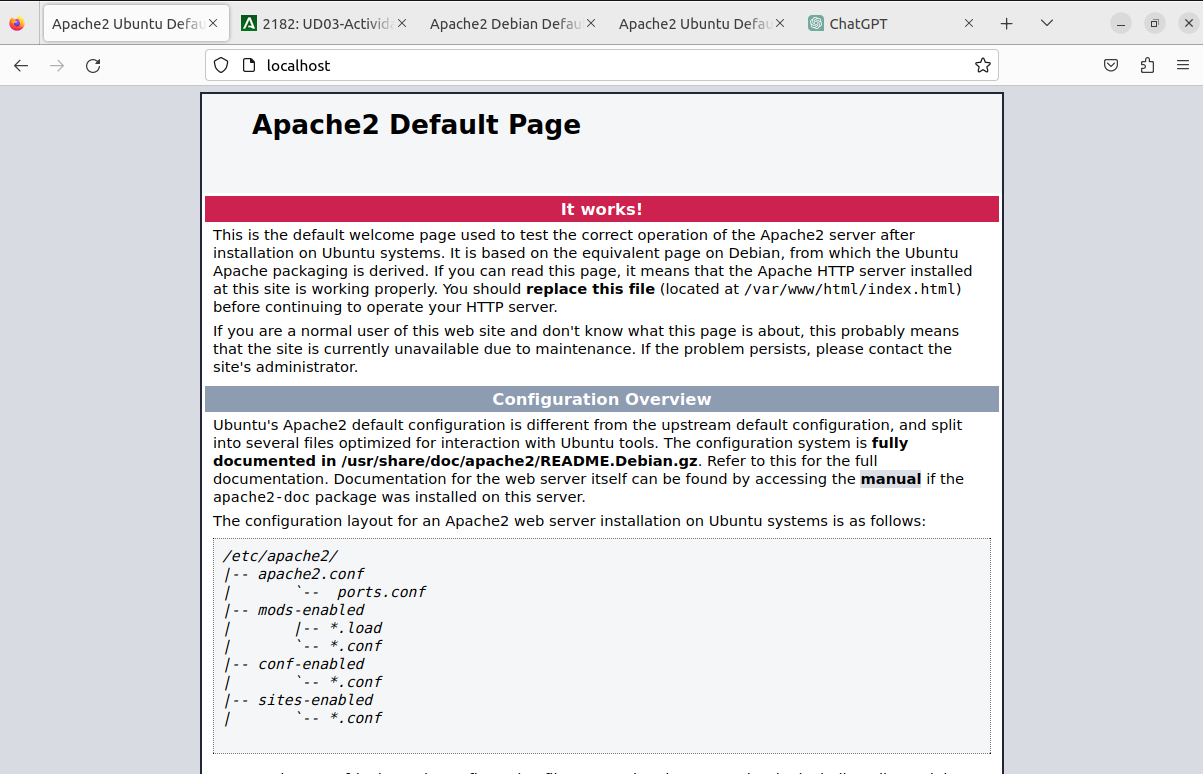 Apache2 Ubuntu Defau
2182: UD03-Activida
Apache2 Debian Defau
Apache2 Ubuntu Defau
ChatGPT
localhost
Apache2 Default Page
It works!
This is the default welcome page used to test the correct operation of the Apache2 server after
installation on Ubuntu systems. It is based on the equivalent page on Debian, from which the Ubuntu
Apache packaging is derived. If you can read this page, it means that the Apache HTTP server installed
at this site is working properly. You should replace this file (located at /var/www/html/index.html)
before continuing to operate your HTTP server.
If you are a normal user of this web site and don't know what this page is about, this probably means
that the site is currently unavailable due to maintenance. If the problem persists, please contact the
site's administrator.
Configuration Overview
Ubuntu's Apache2 default configuration is different from the upstream default configuration, and split
into several files optimized for interaction with Ubuntu tools. The configuration system is fully
documented in /usr/share/doc/apache2/README.Debian.gz. Refer to this for the full
documentation. Documentation for the web server itself can be found by accessing the manual if the
apache2-doc package was installed on this server.
The configuration layout for an Apache2 web server installation on Ubuntu systems is as follows:
/etc/apache2/
|-- apache2.conf
|       `--  ports.conf
|-- mods-enabled
|       |-- *.load
|       `-- *.conf
|-- conf-enabled
|       `-- *.conf
|-- sites-enabled
|       `-- *.conf